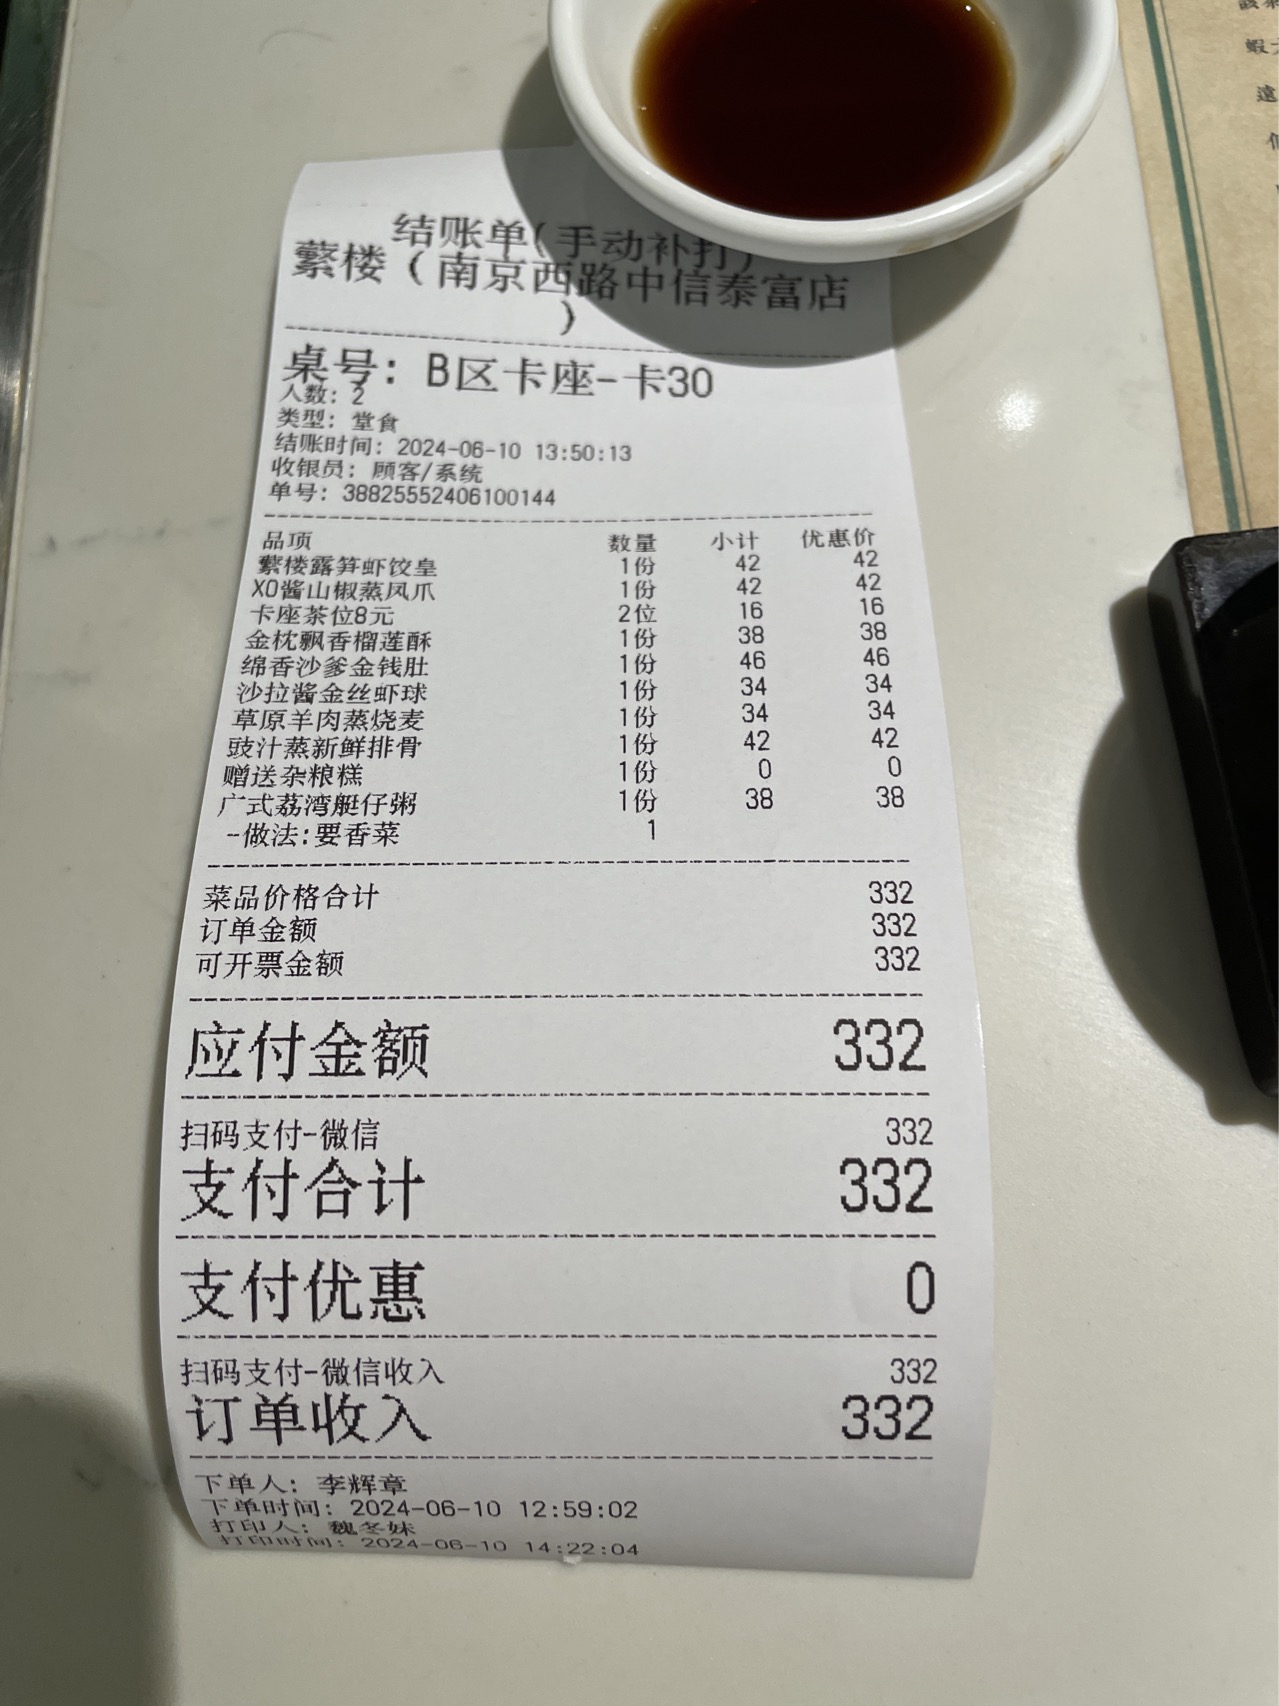 结账单(手动补打)
蘩楼（南京西路中信泰富店
）
桌号: B区卡座-卡30
人数: 2
类型: 堂食
结账时间: 2024-06-10 13:50:13
收银员: 顾客/系统
单号: 38825552406100144
品项 数量 小计 优惠价
蘩楼露笋虾饺皇 1份 42 42
XO酱山椒蒸凤爪 1份 42 42
卡座茶位8元 2位 16 16
金枕飘香榴莲酥 1份 38 38
绵香沙爹金钱肚 1份 46 46
沙拉酱金丝虾球 1份 34 34
草原羊肉蒸烧麦 1份 34 34
豉汁蒸新鲜排骨 1份 42 42
赠送杂粮糕 1份 0 0
广式荔湾艇仔粥 1份 38 38
-做法:要香菜 1
菜品价格合计 332
订单金额 332
可开票金额 332
应付金额 332
扫码支付-微信 332
支付合计 332
支付优惠 0
扫码支付-微信收入 332
订单收入 332
下单人: 李辉章
下单时间: 2024-06-10 12:59:02
打印人: 魏冬妹
打印时间: 2024-06-10 14:22:04
蝦
遠